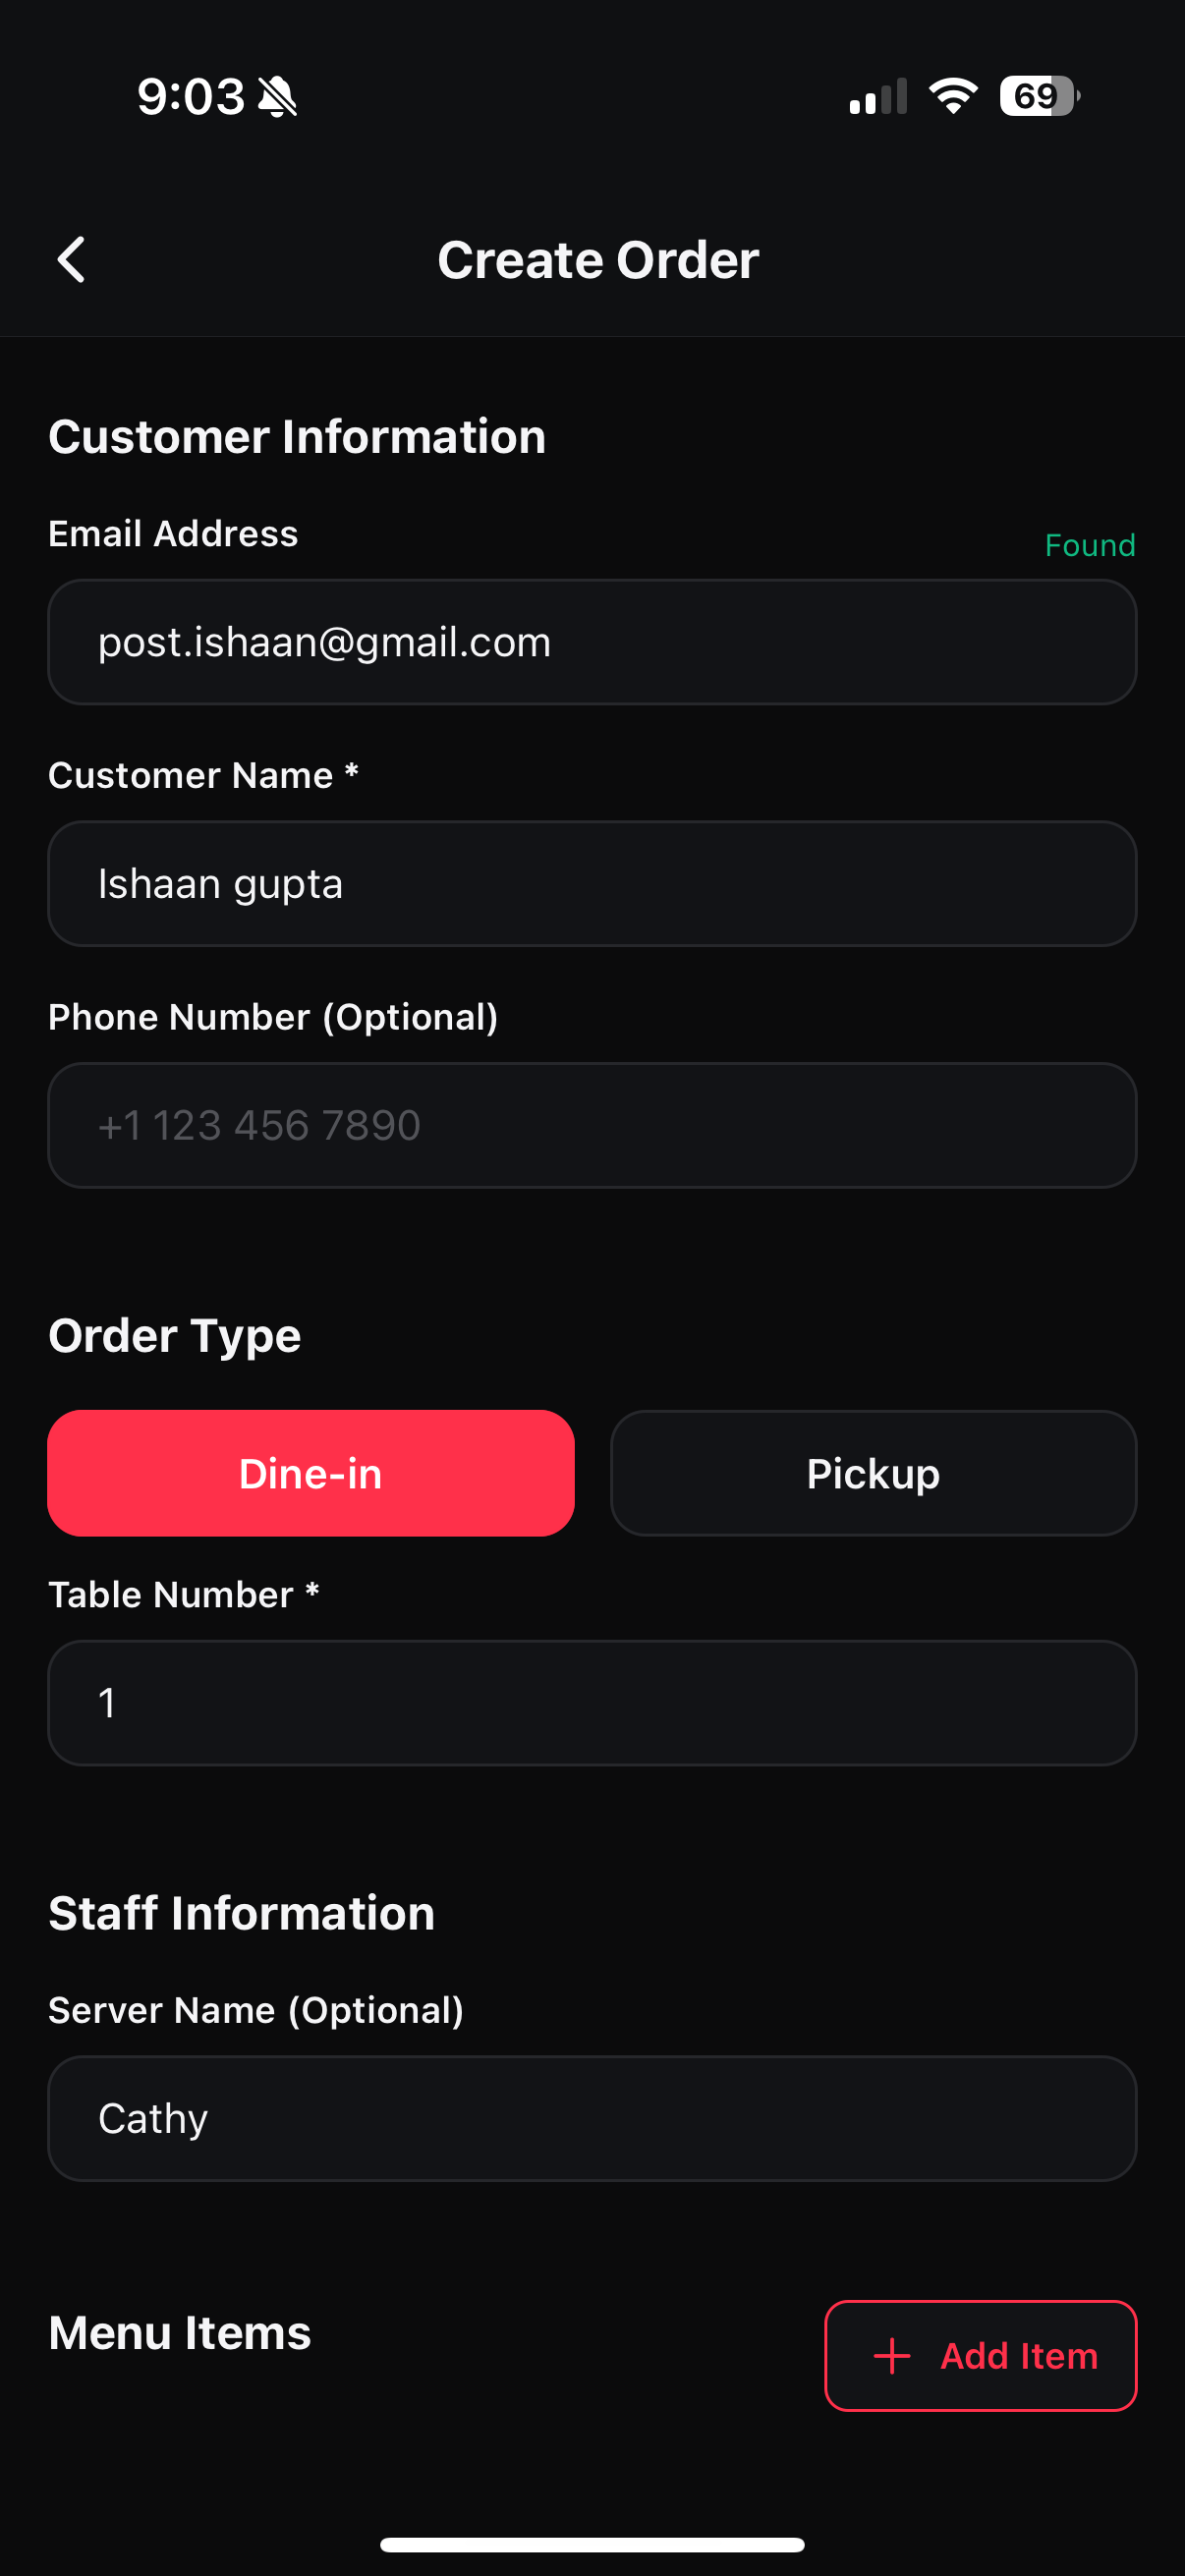 9:03
69
Create Order
Customer Information
Email Address
Found
post.ishaan@gmail.com
Customer Name *
Ishaan gupta
Phone Number (Optional)
+1 123 456 7890
Order Type
Dine-in
Pickup
Table Number *
1
Staff Information
Server Name (Optional)
Cathy
Menu Items
+ Add Item